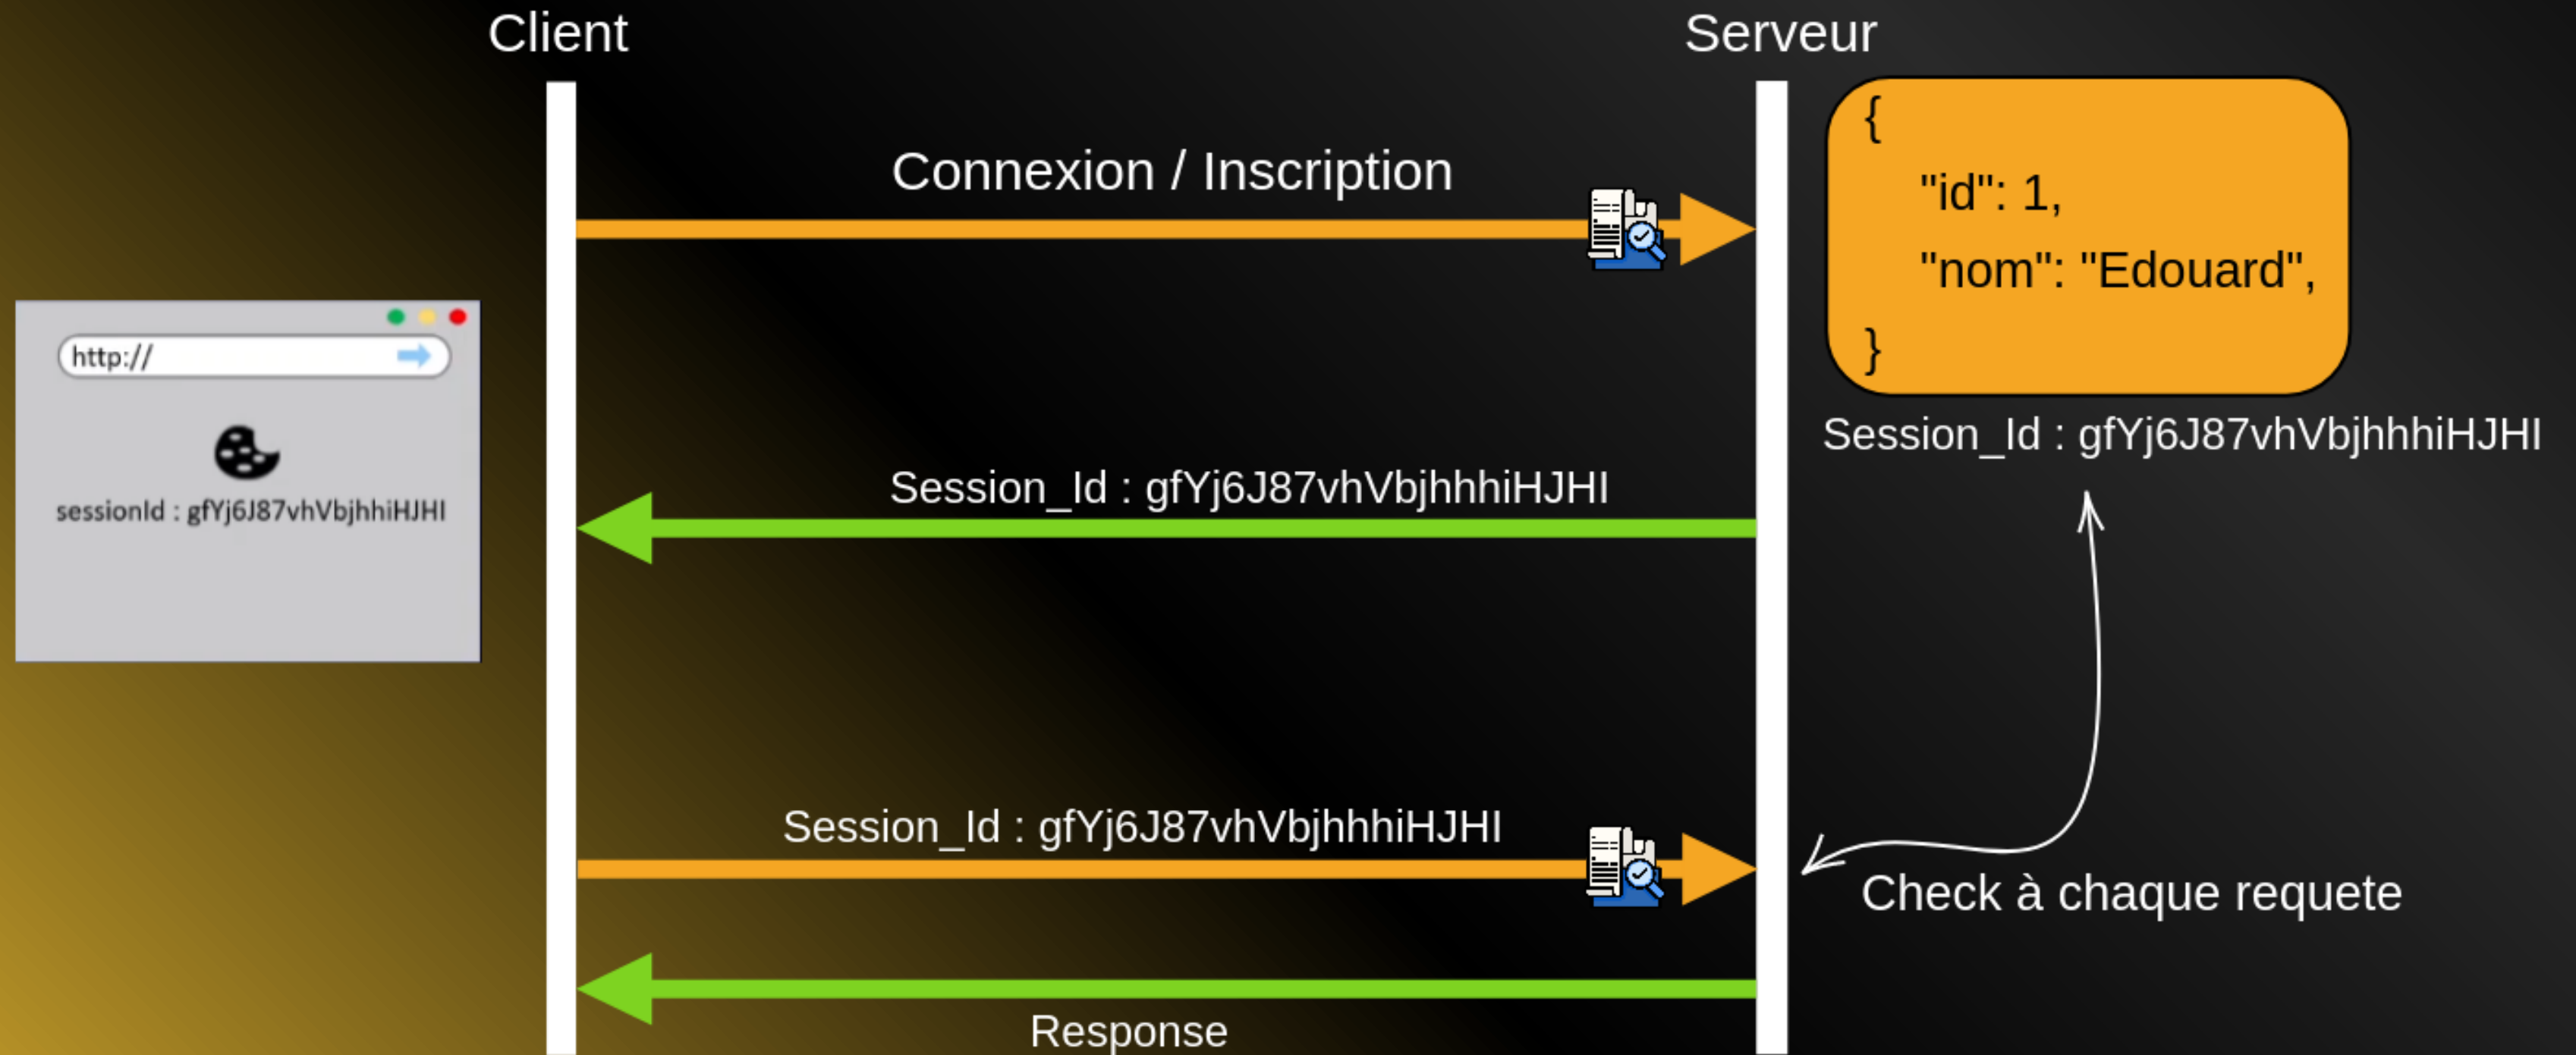 Client
Serveur
{
"id": 1,
"nom": "Edouard",
}
Connexion / Inscription
http://
sessionId : gfYj6J87vhVbjhhiHJHI
Session_Id : gfYj6J87vhVbjhhhiHJHI
Session_Id : gfYj6J87vhVbjhhhiHJHI
Session_Id : gfYj6J87vhVbjhhhiHJHI
Check à chaque requete
Response